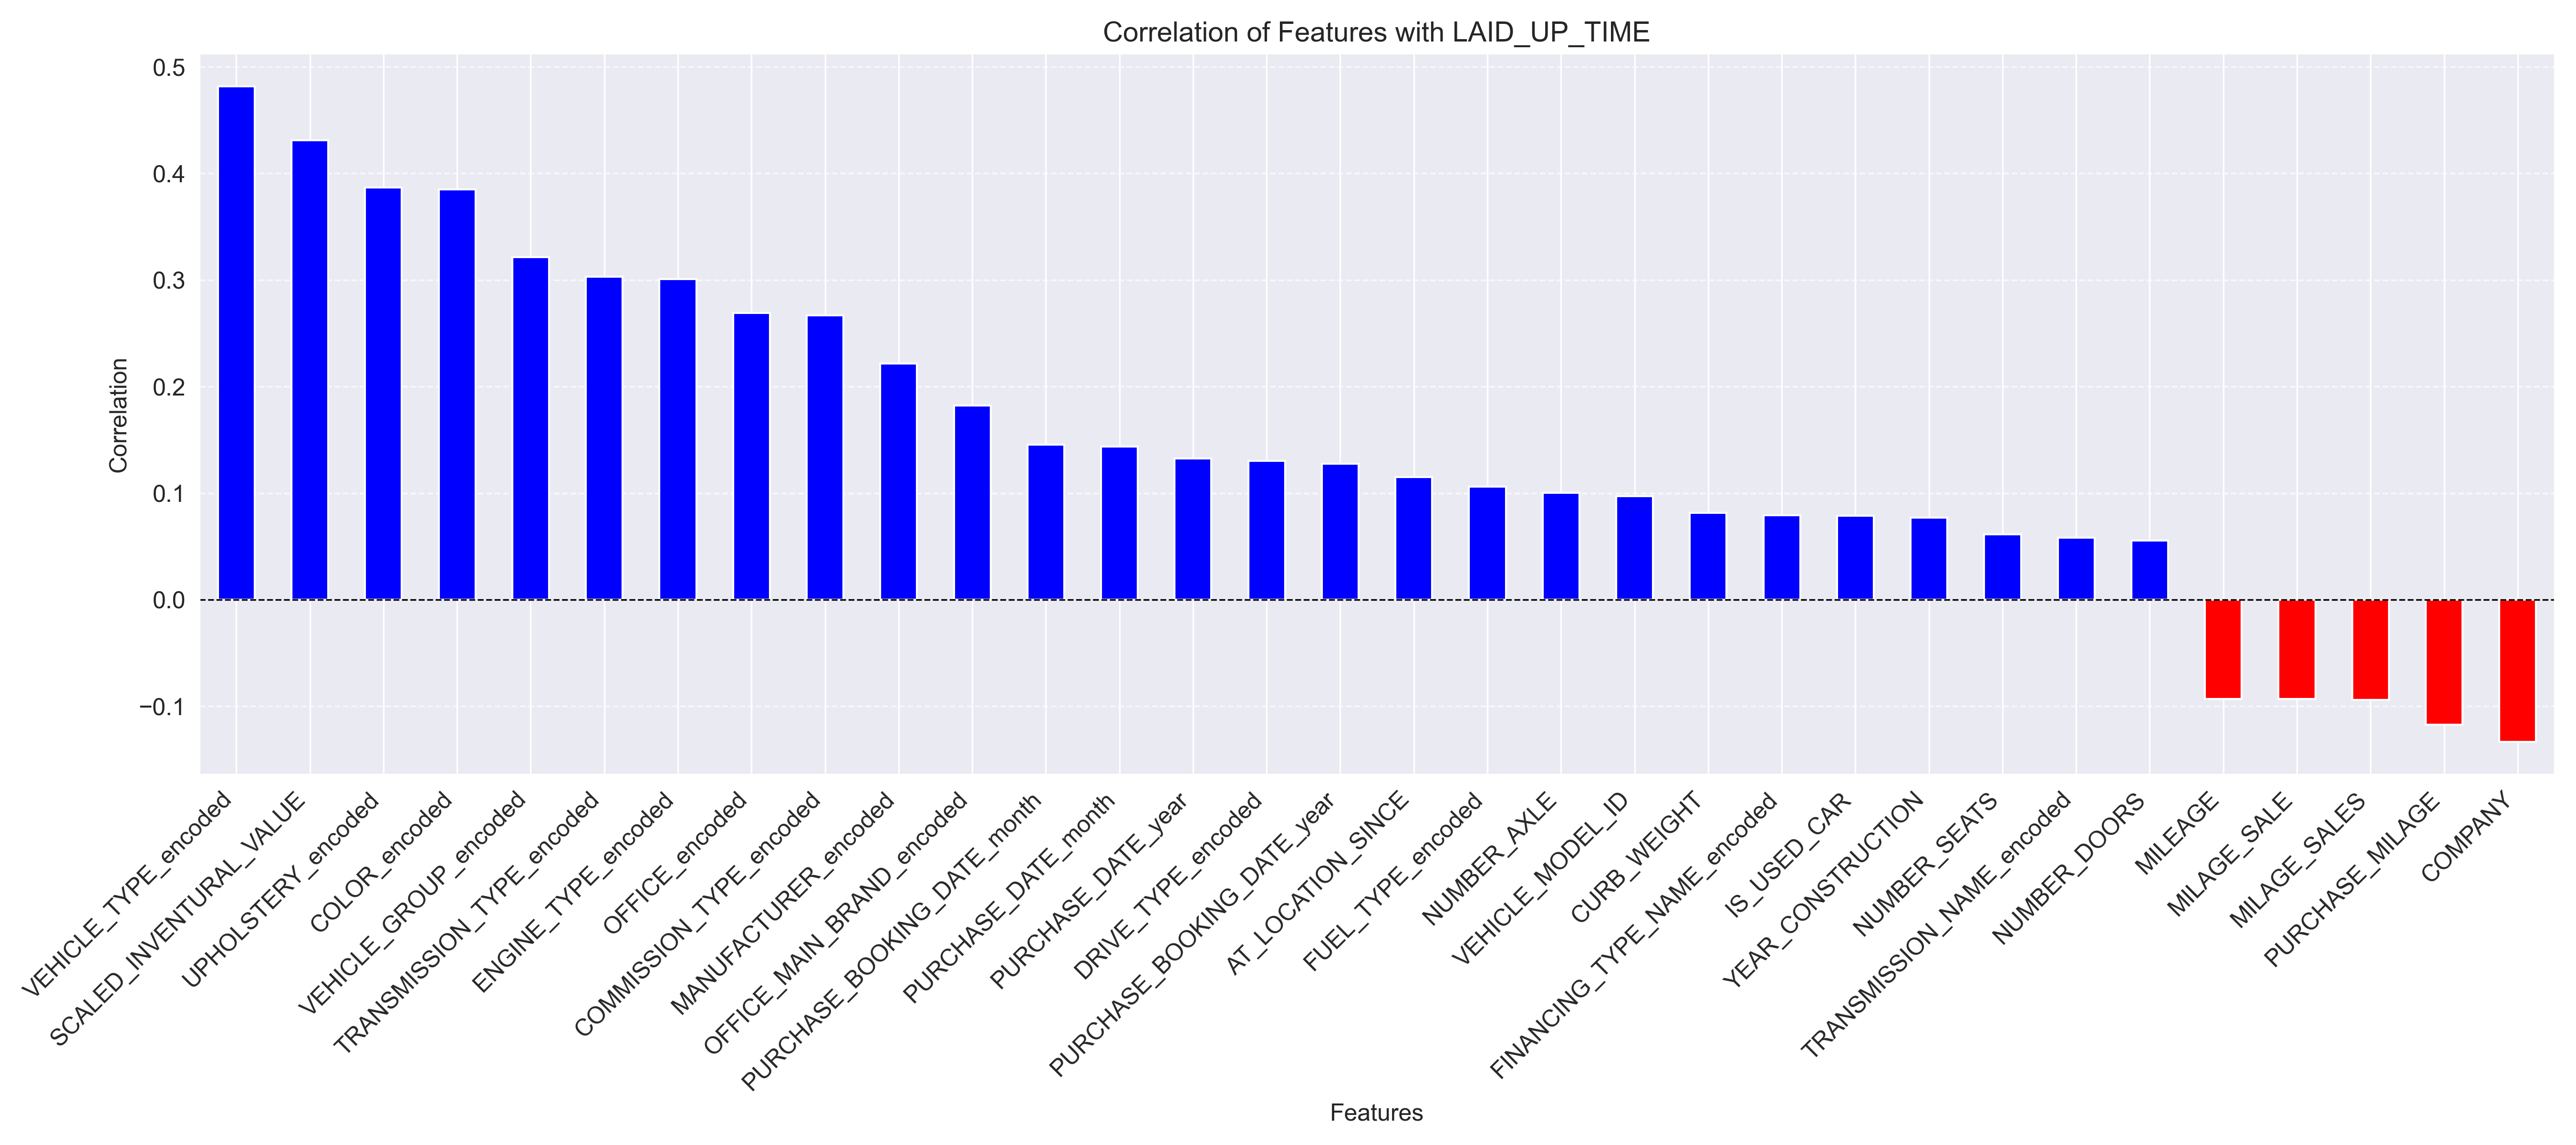 Correlation of Features with LAID_UP_TIME
Correlation
0.5
0.4
0.3
0.2
0.1
0.0
−0.1
VEHICLE_TYPE_encoded
SCALED_INVENTURAL_VALUE
UPHOLSTERY_encoded
COLOR_encoded
VEHICLE_GROUP_encoded
TRANSMISSION_TYPE_encoded
ENGINE_TYPE_encoded
OFFICE_encoded
COMMISSION_TYPE_encoded
MANUFACTURER_encoded
OFFICE_MAIN_BRAND_encoded
PURCHASE_BOOKING_DATE_month
PURCHASE_DATE_month
PURCHASE_DATE_year
DRIVE_TYPE_encoded
PURCHASE_BOOKING_DATE_year
AT_LOCATION_SINCE
FUEL_TYPE_encoded
NUMBER_AXLE
VEHICLE_MODEL_ID
CURB_WEIGHT
FINANCING_TYPE_NAME_encoded
IS_USED_CAR
YEAR_CONSTRUCTION
NUMBER_SEATS
TRANSMISSION_NAME_encoded
NUMBER_DOORS
MILEAGE
MILAGE_SALE
MILAGE_SALES
PURCHASE_MILAGE
COMPANY
Features